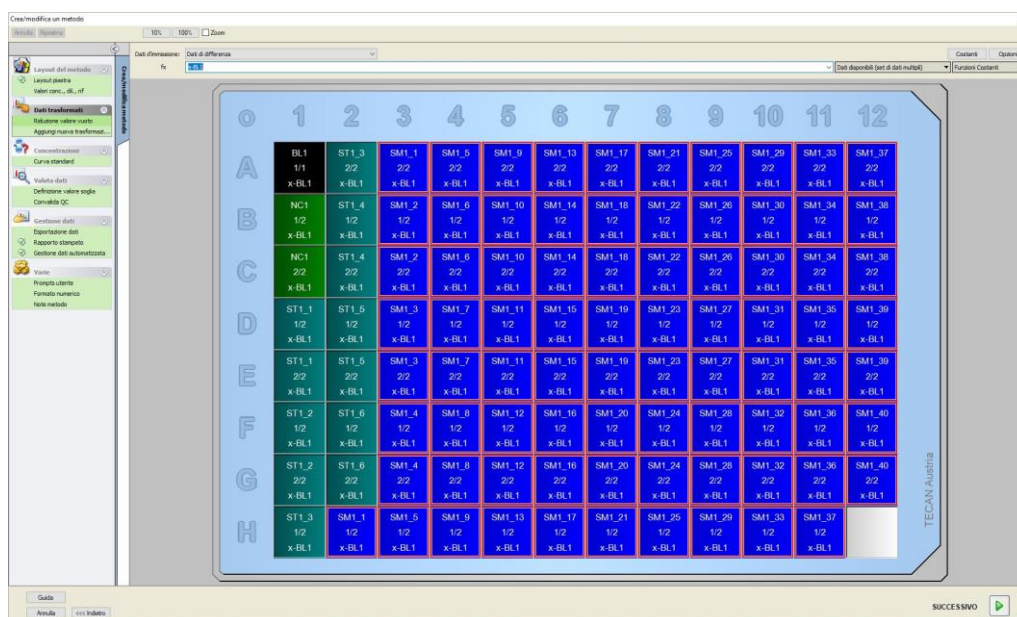 Crea/modifica un metodo
Annulla Ripristina 10% 100% Zoom
Dati d'immissione: Dati di differenza Costanti Opzioni
fx x-BL1 Dati disponibili (set di dati multipli) Funzioni Costanti
Crea/modifica metodo
Layout del metodo
Layout piastra
Valori conc., dil., rif
Dati trasformati
Riduzione valore vuoto
Aggiungi nuova trasformazi...
Concentrazioni
Curva standard
Valuta dati
Definizione valore soglia
Convalida QC
Gestione dati
Esportazione dati
Rapporto stampato
Gestione dati automatizzata
Varie
Prompts utente
Formato numerico
Note metodo
1 2 3 4 5 6 7 8 9 10 11 12
A
BL1 ST1_3 SM1_1 SM1_5 SM1_9 SM1_13 SM1_17 SM1_21 SM1_25 SM1_29 SM1_33 SM1_37
1/1 2/2 2/2 2/2 2/2 2/2 2/2 2/2 2/2 2/2 2/2 2/2
x-BL1 x-BL1 x-BL1 x-BL1 x-BL1 x-BL1 x-BL1 x-BL1 x-BL1 x-BL1 x-BL1 x-BL1
B
NC1 ST1_4 SM1_2 SM1_6 SM1_10 SM1_14 SM1_18 SM1_22 SM1_26 SM1_30 SM1_34 SM1_38
1/2 1/2 1/2 1/2 1/2 1/2 1/2 1/2 1/2 1/2 1/2 1/2
x-BL1 x-BL1 x-BL1 x-BL1 x-BL1 x-BL1 x-BL1 x-BL1 x-BL1 x-BL1 x-BL1 x-BL1
C
NC1 ST1_4 SM1_2 SM1_6 SM1_10 SM1_14 SM1_18 SM1_22 SM1_26 SM1_30 SM1_34 SM1_38
2/2 2/2 2/2 2/2 2/2 2/2 2/2 2/2 2/2 2/2 2/2 2/2
x-BL1 x-BL1 x-BL1 x-BL1 x-BL1 x-BL1 x-BL1 x-BL1 x-BL1 x-BL1 x-BL1 x-BL1
D
ST1_1 ST1_5 SM1_3 SM1_7 SM1_11 SM1_15 SM1_19 SM1_23 SM1_27 SM1_31 SM1_35 SM1_39
1/2 1/2 1/2 1/2 1/2 1/2 1/2 1/2 1/2 1/2 1/2 1/2
x-BL1 x-BL1 x-BL1 x-BL1 x-BL1 x-BL1 x-BL1 x-BL1 x-BL1 x-BL1 x-BL1 x-BL1
E
ST1_1 ST1_5 SM1_3 SM1_7 SM1_11 SM1_15 SM1_19 SM1_23 SM1_27 SM1_31 SM1_35 SM1_39
2/2 2/2 2/2 2/2 2/2 2/2 2/2 2/2 2/2 2/2 2/2 2/2
x-BL1 x-BL1 x-BL1 x-BL1 x-BL1 x-BL1 x-BL1 x-BL1 x-BL1 x-BL1 x-BL1 x-BL1
F
ST1_2 ST1_6 SM1_4 SM1_8 SM1_12 SM1_16 SM1_20 SM1_24 SM1_28 SM1_32 SM1_36 SM1_40
1/2 1/2 1/2 1/2 1/2 1/2 1/2 1/2 1/2 1/2 1/2 1/2
x-BL1 x-BL1 x-BL1 x-BL1 x-BL1 x-BL1 x-BL1 x-BL1 x-BL1 x-BL1 x-BL1 x-BL1
G
ST1_2 ST1_6 SM1_4 SM1_8 SM1_12 SM1_16 SM1_20 SM1_24 SM1_28 SM1_32 SM1_36 SM1_40
2/2 2/2 2/2 2/2 2/2 2/2 2/2 2/2 2/2 2/2 2/2 2/2
x-BL1 x-BL1 x-BL1 x-BL1 x-BL1 x-BL1 x-BL1 x-BL1 x-BL1 x-BL1 x-BL1 x-BL1
H
ST1_3 SM1_1 SM1_5 SM1_9 SM1_13 SM1_17 SM1_21 SM1_25 SM1_29 SM1_33 SM1_37
1/2 1/2 1/2 1/2 1/2 1/2 1/2 1/2 1/2 1/2 1/2
x-BL1 x-BL1 x-BL1 x-BL1 x-BL1 x-BL1 x-BL1 x-BL1 x-BL1 x-BL1 x-BL1
TECAN Austria
Guida
Annulla <<< Indietro
SUCCESSIVO